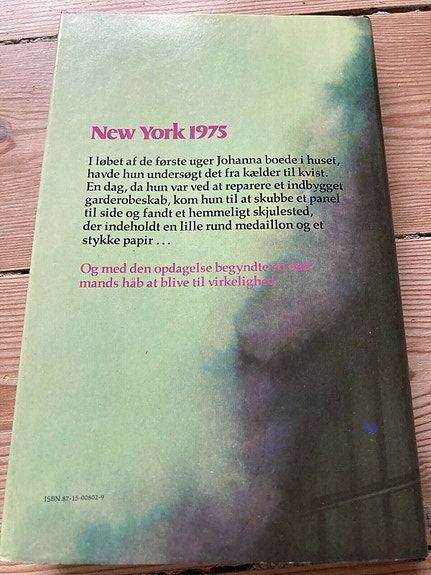 New York 1975
I løbet af de første uger Johanna boede i huset,
havde hun undersøgt det fra kælder til kvist.
En dag, da hun var ved at reparere et indbygget
garderobeskab, kom hun til at skubbe et panel
til side og fandt et hemmeligt skjulested,
der indeholdt en lille rund medaillon og et
stykke papir ...
Og med den opdagelse begyndte en
mands håb at blive til virkelighed
ISBN 87-15-00802-9